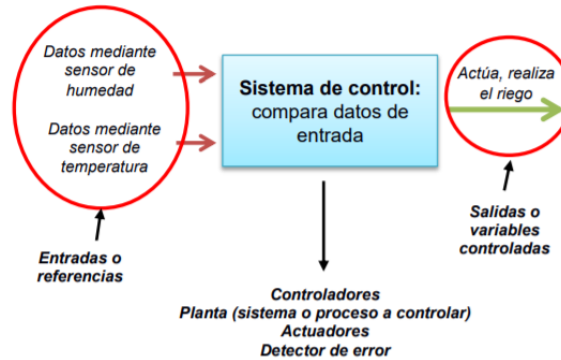 Datos mediante
sensor de
humedad
Datos mediante
sensor de
temperatura
Sistema de control:
compara datos de
entrada
Actúa, realiza
el riego
Entradas o
referencias
Salidas o
variables
controladas
Controladores
Planta (sistema o proceso a controlar)
Actuadores
Detector de error